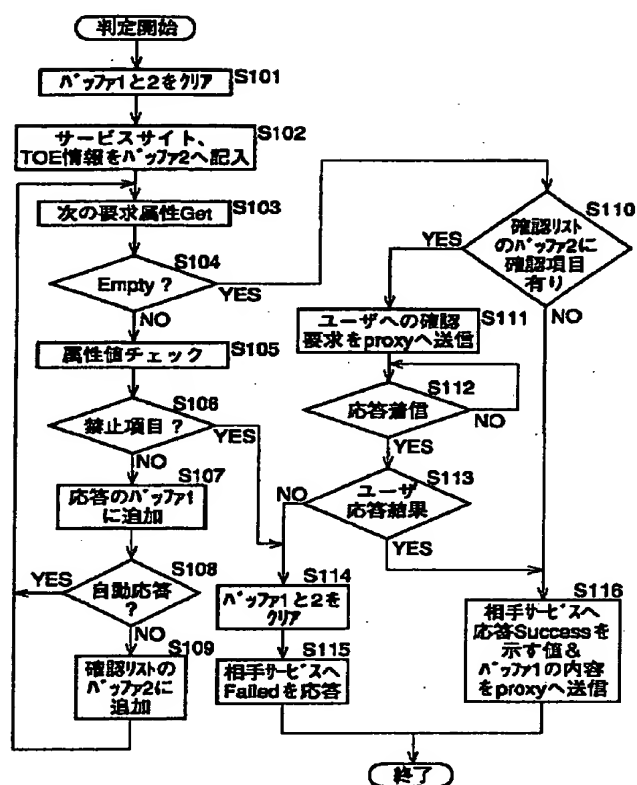 判定開始
バッファ1と2をクリア
S101
サービスサイト、
TOE情報をバッファ2へ記入
S102
次の要求属性Get
S103
Empty？
S104
YES
NO
属性値チェック
S105
禁止項目？
S106
YES
NO
応答のバッファ1
に追加
S107
自動応答
？
S108
YES
NO
確認リストの
バッファ2に
追加
S109
確認リスト
のバッファ2に
確認項目
有り
S110
YES
NO
ユーザへの確認
要求をproxyへ送信
S111
応答着信
S112
NO
YES
ユーザ
応答結果
S113
NO
YES
バッファ1と2を
クリア
S114
相手サービスへ
Failedを応答
S115
相手サービスへ
応答Successを
示す値&
バッファ1の内容
をproxyへ送信
S116
終了